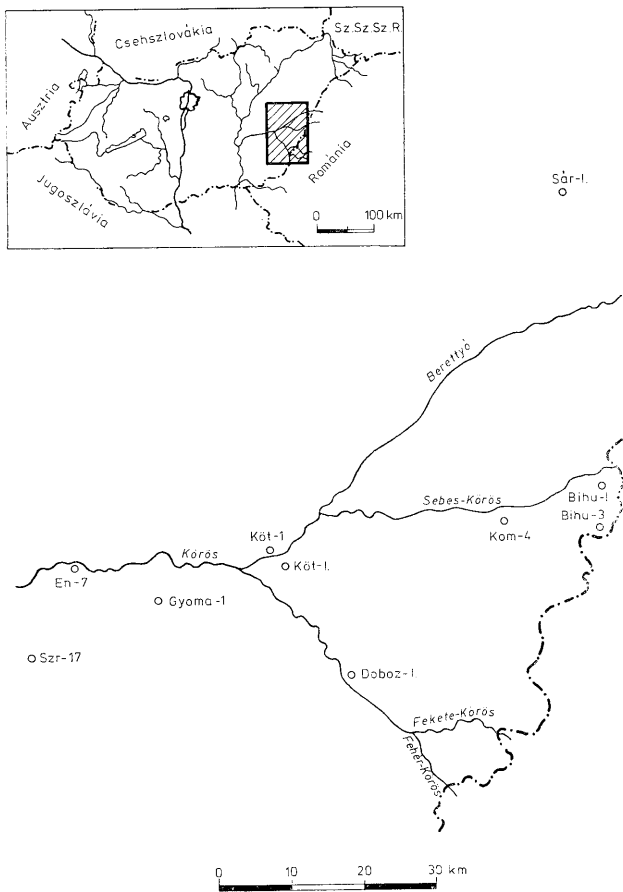 Csehszlovákia
Sz.Sz.Sz.R.
Ausztria
Románia
Jugoszlávia
0 100 km
Sár-I.
Berettyó
Sebes-Körös
Bihu-I
Bihu-3
Kom-4
Köt-1
Körös
Köt-I.
En-7
Gyoma-1
Szr-17
Doboz-I.
Fekete-Körös
Fehér-Körös
0 10 20 30 km